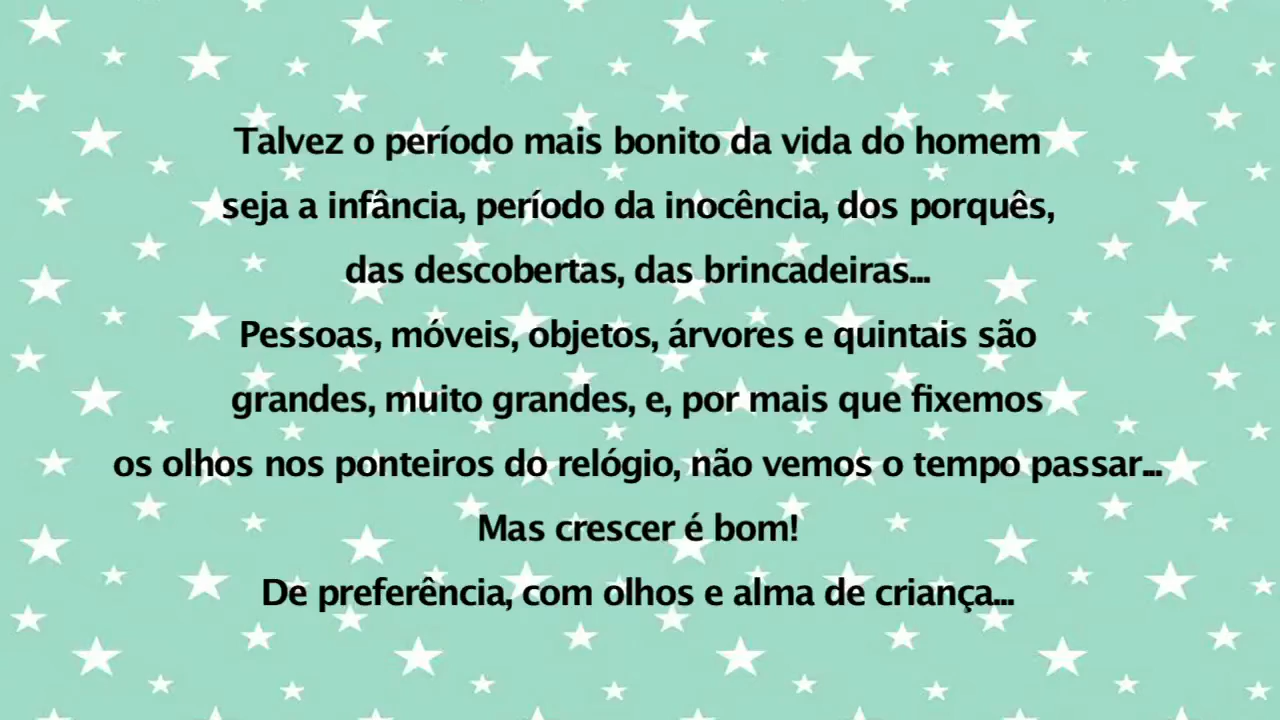 Talvez o período mais bonito da vida do homem
seja a infância, período da inocência, dos porquês,
das descobertas, das brincadeiras...
Pessoas, móveis, objetos, árvores e quintais são
grandes, muito grandes, e, por mais que fixemos
os olhos nos ponteiros do relógio, não vemos o tempo passar...
Mas crescer é bom!
De preferência, com olhos e alma de criança...